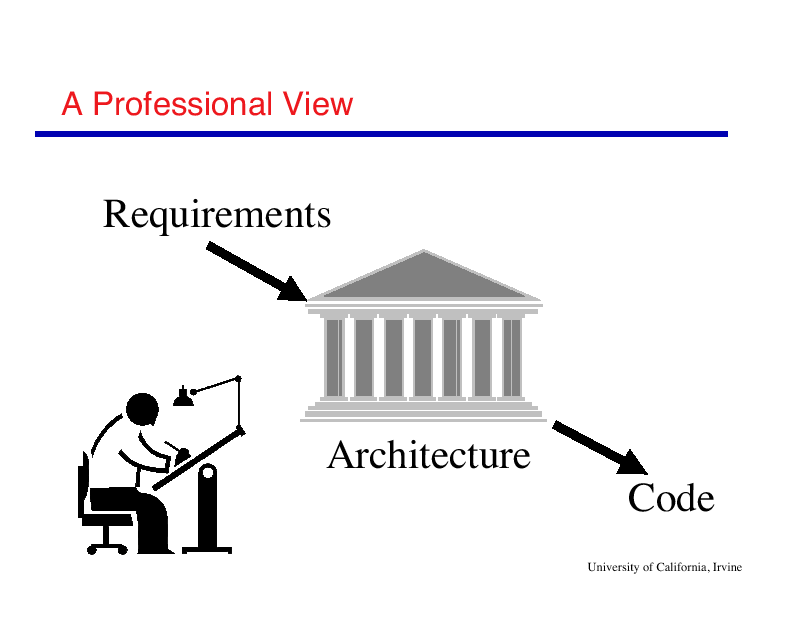 A Professional View
Requirements
Architecture
Code
University of California, Irvine